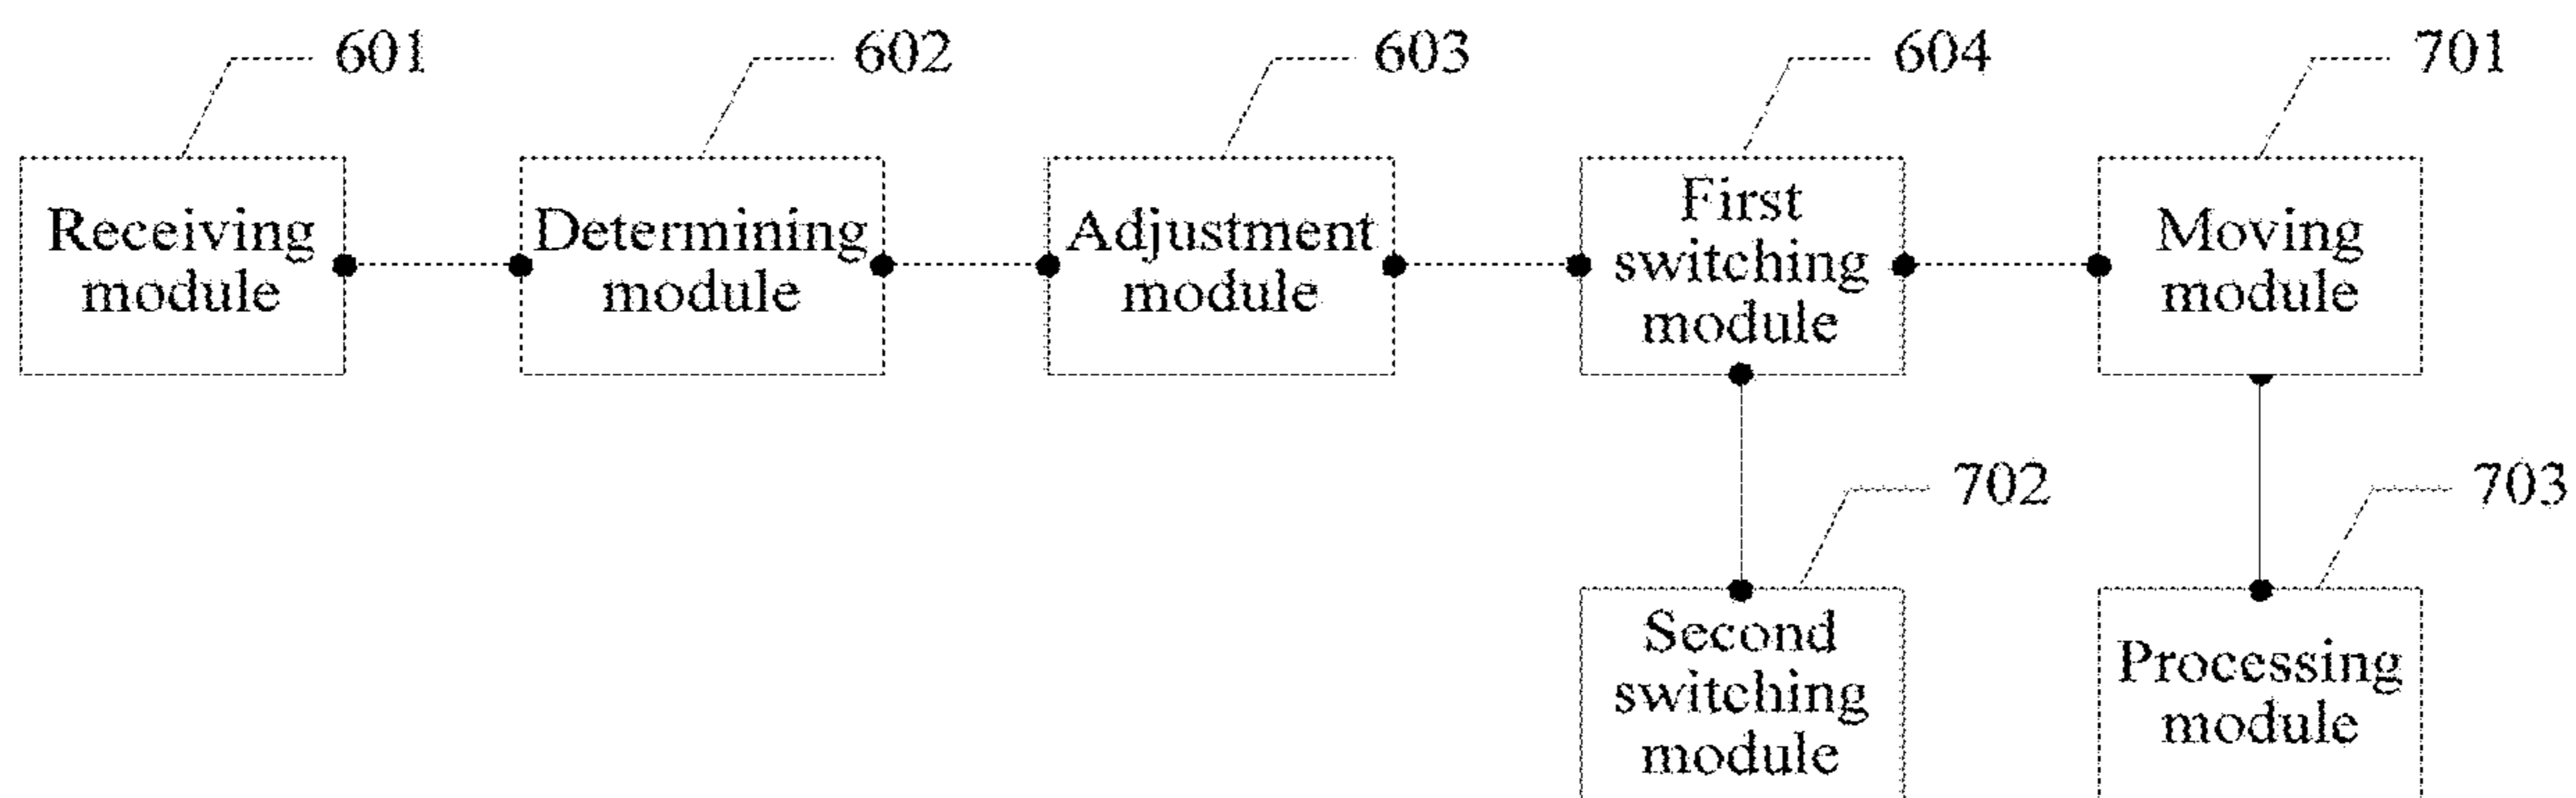 601
602
603
604
701
Receiving
module
Determining
module
Adjustment
module
First
switching
module
Moving
module
702
703
Second
switching
module
Processing
module